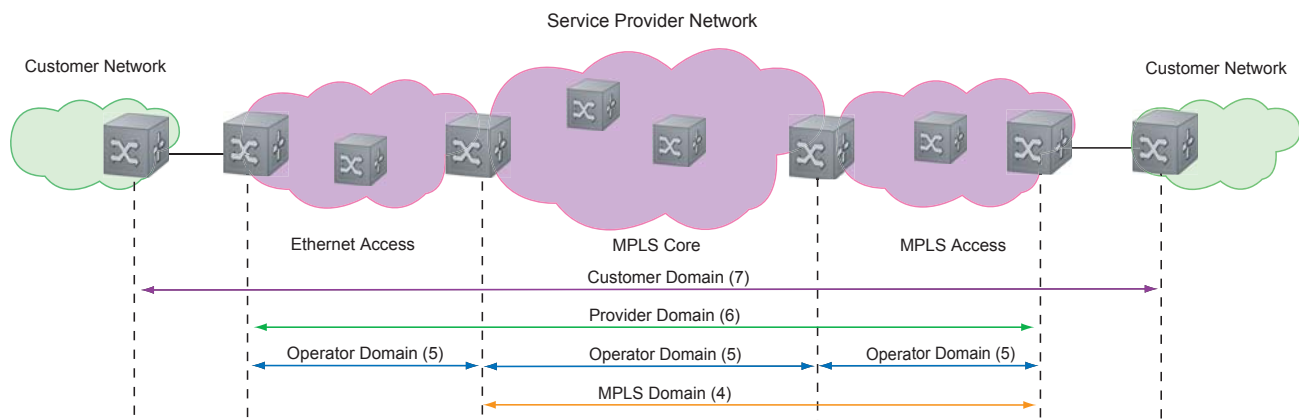 Service Provider Network
Customer Network
Customer Network
Ethernet Access
MPLS Core
MPLS Access
Customer Domain (7)
Provider Domain (6)
Operator Domain (5)
Operator Domain (5)
Operator Domain (5)
MPLS Domain (4)